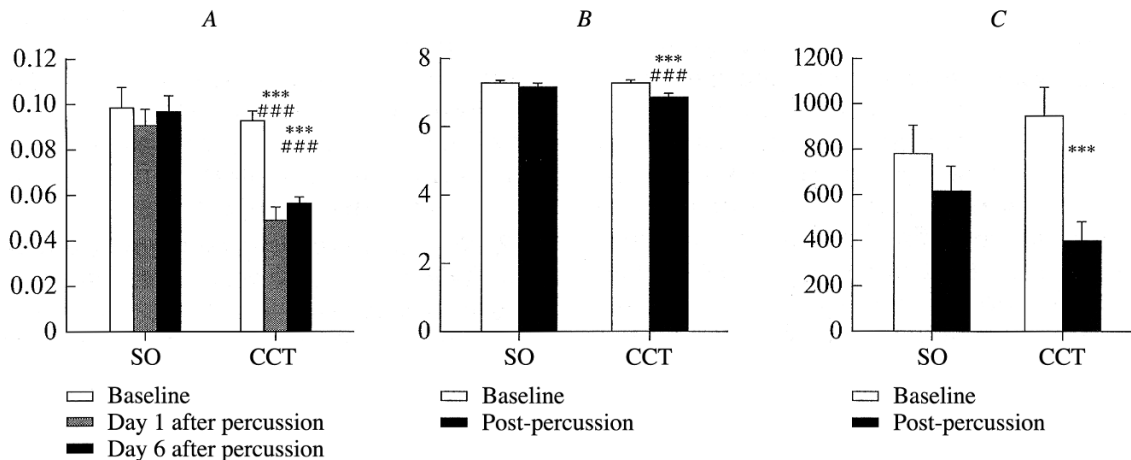 A
0.12
0.10
0.08
0.06
0.04
0.02
0
***
###
***
###
SO
CCT
Baseline
Day 1 after percussion
Day 6 after percussion
B
8
6
4
2
0
***
###
SO
CCT
Baseline
Post-percussion
C
1200
1000
800
600
400
200
0
***
SO
CCT
Baseline
Post-percussion